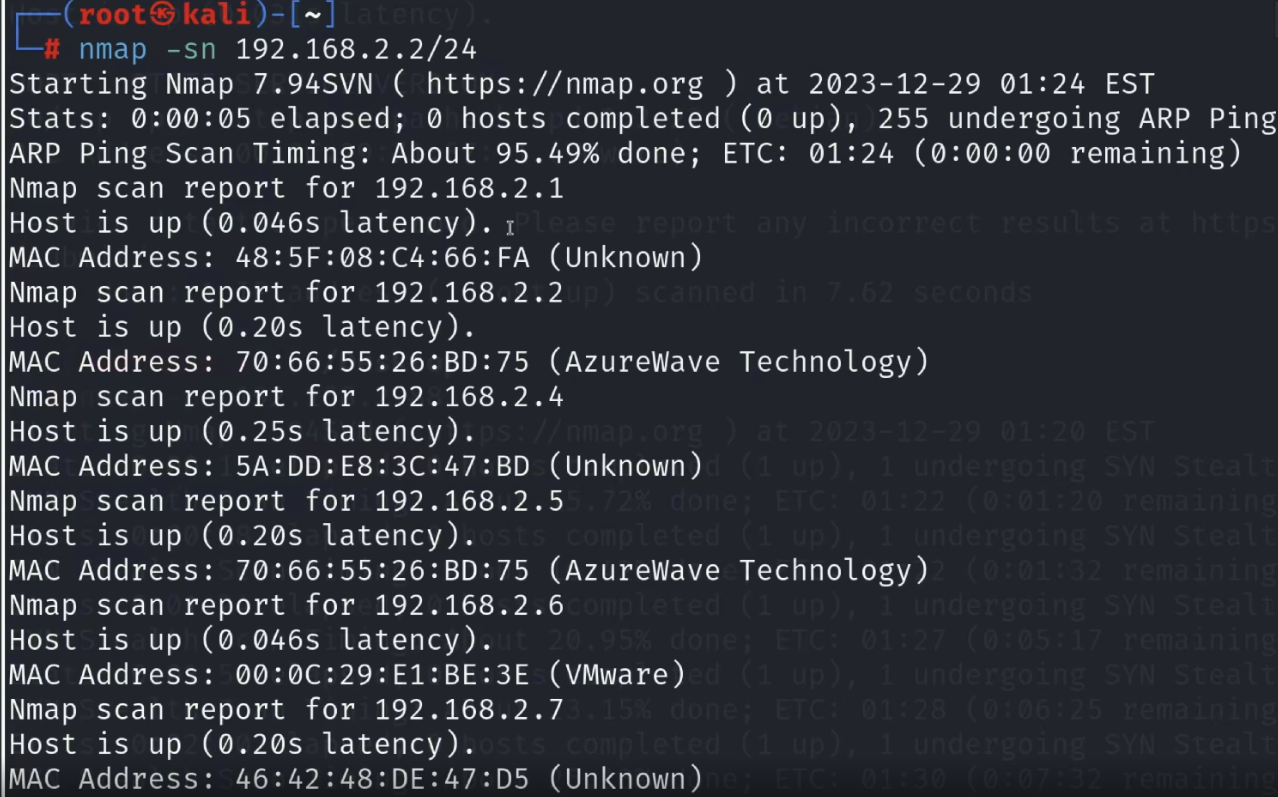 (root㉿kali)-[~]
# nmap -sn 192.168.2.2/24
Starting Nmap 7.94SVN ( https://nmap.org ) at 2023-12-29 01:24 EST
Stats: 0:00:05 elapsed; 0 hosts completed (0 up), 255 undergoing ARP Ping
ARP Ping Scan Timing: About 95.49% done; ETC: 01:24 (0:00:00 remaining)
Nmap scan report for 192.168.2.1
Host is up (0.046s latency).
MAC Address: 48:5F:08:C4:66:FA (Unknown)
Nmap scan report for 192.168.2.2
Host is up (0.20s latency).
MAC Address: 70:66:55:26:BD:75 (AzureWave Technology)
Nmap scan report for 192.168.2.4
Host is up (0.25s latency).
MAC Address: 5A:DD:E8:3C:47:BD (Unknown)
Nmap scan report for 192.168.2.5
Host is up (0.20s latency).
MAC Address: 70:66:55:26:BD:75 (AzureWave Technology)
Nmap scan report for 192.168.2.6
Host is up (0.046s latency).
MAC Address: 00:0C:29:E1:BE:3E (VMware)
Nmap scan report for 192.168.2.7
Host is up (0.20s latency).
MAC Address: 46:42:48:DE:47:D5 (Unknown)